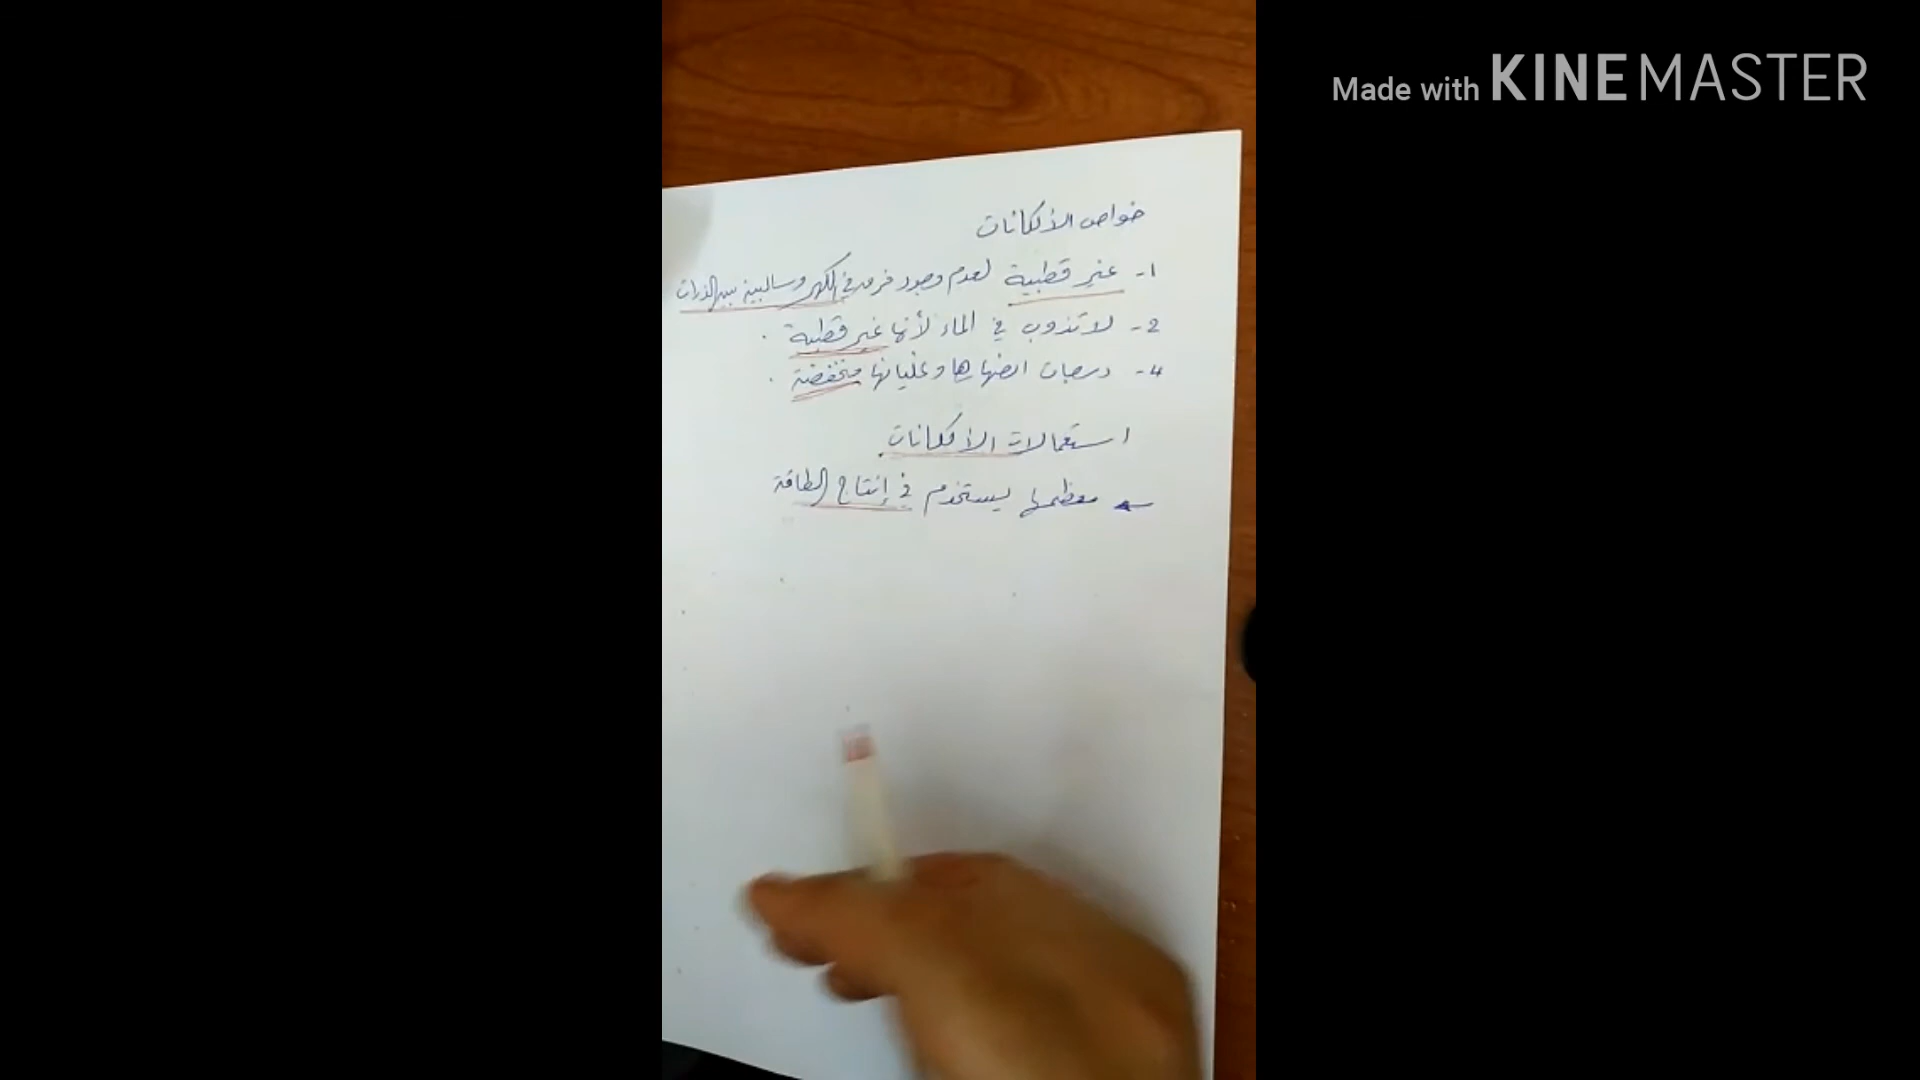 Made with KINEMASTER
خواص الألكانات
1- غير قطبية لعدم وجود فرق في الكهروسالبية بين الذرات
2- لا تذوب في الماء لأنها غير قطبية .
4- درجات انصهارها وغليانها منخفضة .
استعمالات الألكانات .
← معظمها يستخدم في إنتاج الطاقة